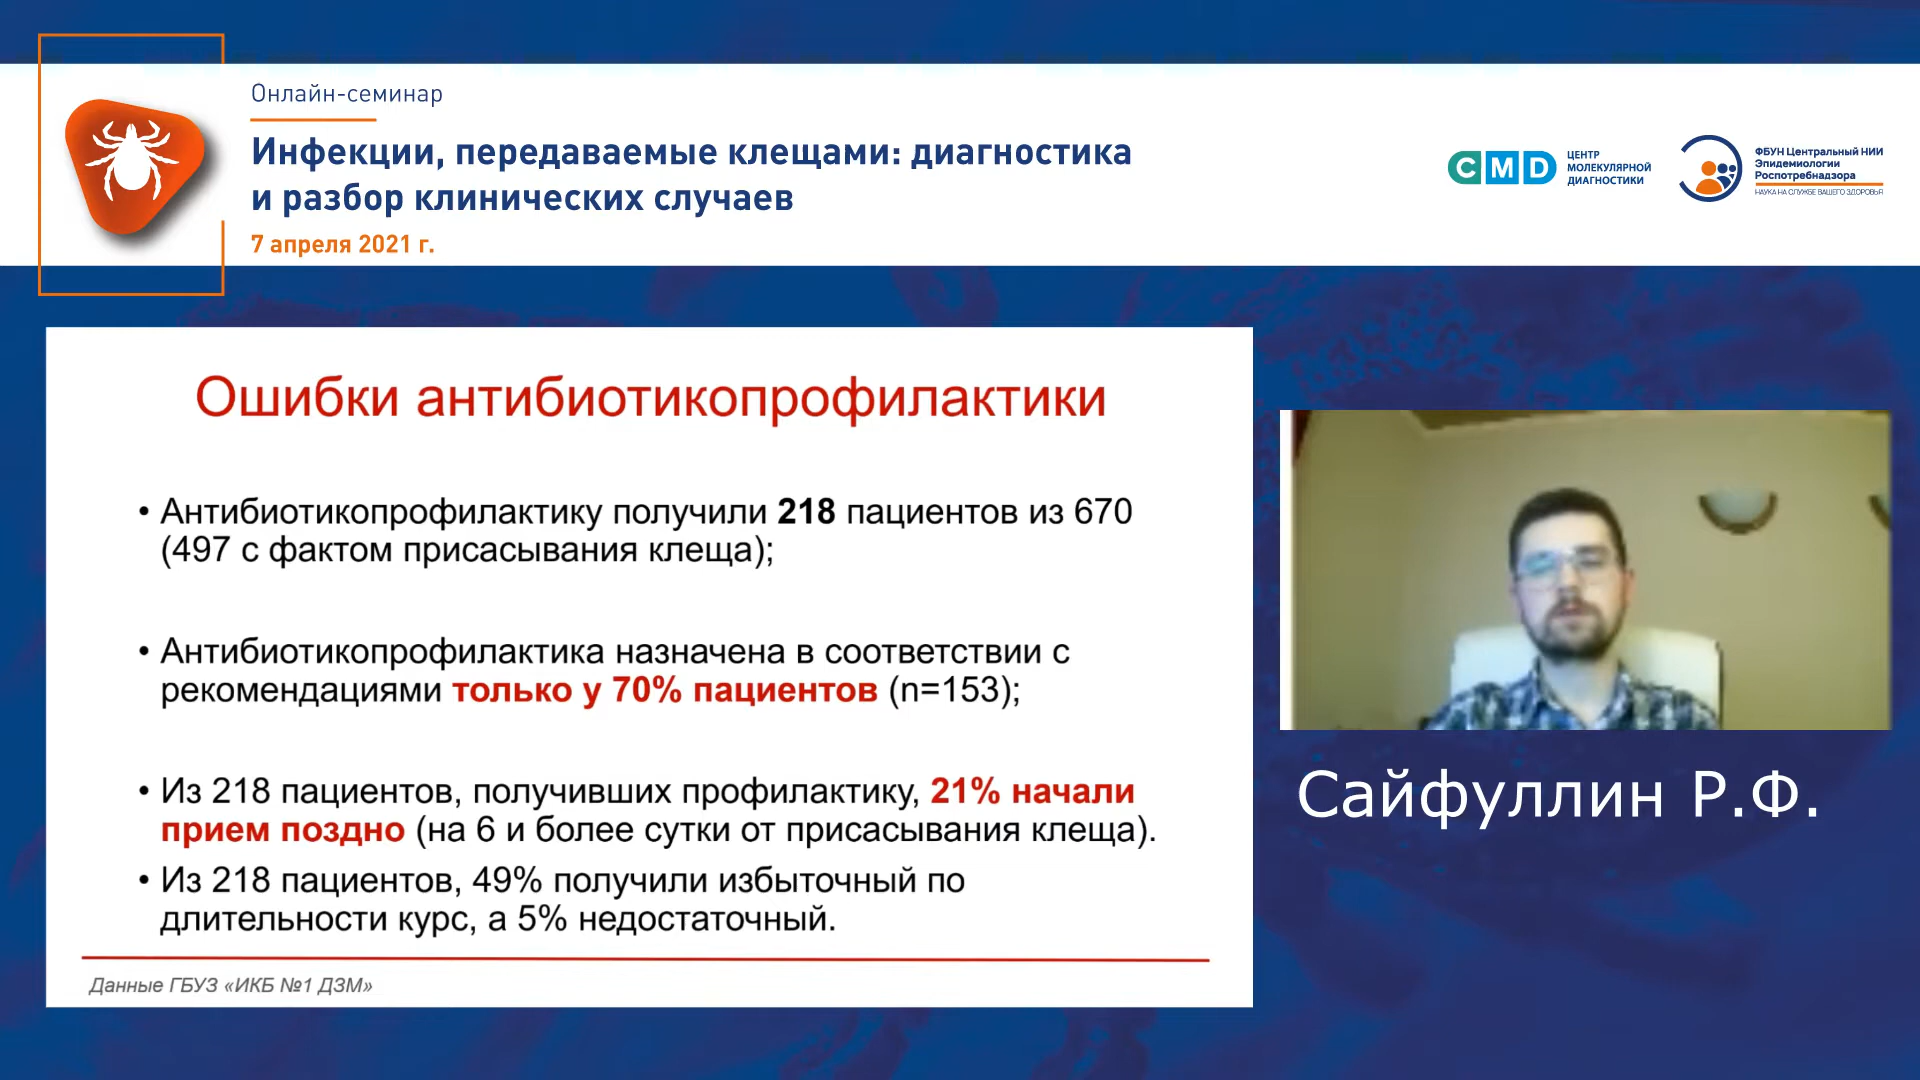 Онлайн-семинар
Инфекции, передаваемые клещами: диагностика
и разбор клинических случаев
7 апреля 2021 г.
CMD
ЦЕНТР
МОЛЕКУЛЯРНОЙ
ДИАГНОСТИКИ
ФБУН Центральный НИИ
Эпидемиологии
Роспотребнадзора
НАУКА НА СЛУЖБЕ ВАШЕГО ЗДОРОВЬЯ
Ошибки антибиотикопрофилактики
• Антибиотикопрофилактику получили 218 пациентов из 670
(497 с фактом присасывания клеща);
• Антибиотикопрофилактика назначена в соответствии с
рекомендациями только у 70% пациентов (n=153);
• Из 218 пациентов, получивших профилактику, 21% начали
прием поздно (на 6 и более сутки от присасывания клеща).
• Из 218 пациентов, 49% получили избыточный по
длительности курс, а 5% недостаточный.
Данные ГБУЗ «ИКБ №1 ДЗМ»
Сайфуллин Р.Ф.